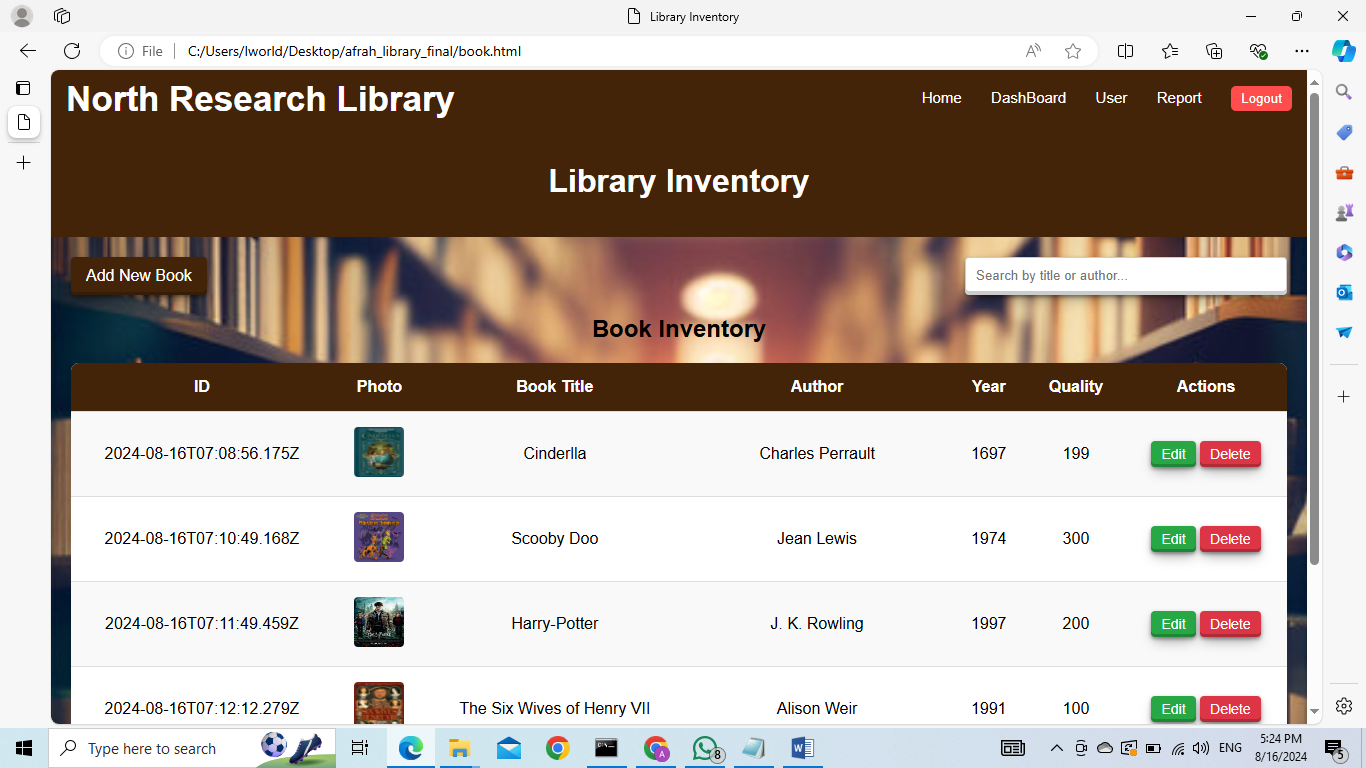 Library Inventory
File
C:/Users/lworld/Desktop/afrah_library_final/book.html
North Research Library
Home DashBoard User Report Logout
Library Inventory
Add New Book
Search by title or author...
Book Inventory
ID Photo Book Title Author Year Quality Actions
2024-08-16T07:08:56.175Z Cinderlla Charles Perrault 1697 199 Edit Delete
2024-08-16T07:10:49.168Z Scooby Doo Jean Lewis 1974 300 Edit Delete
2024-08-16T07:11:49.459Z Harry-Potter J. K. Rowling 1997 200 Edit Delete
2024-08-16T07:12:12.279Z The Six Wives of Henry VII Alison Weir 1991 100 Edit Delete
Type here to search
A
8
ENG
5:24 PM
8/16/2024
5